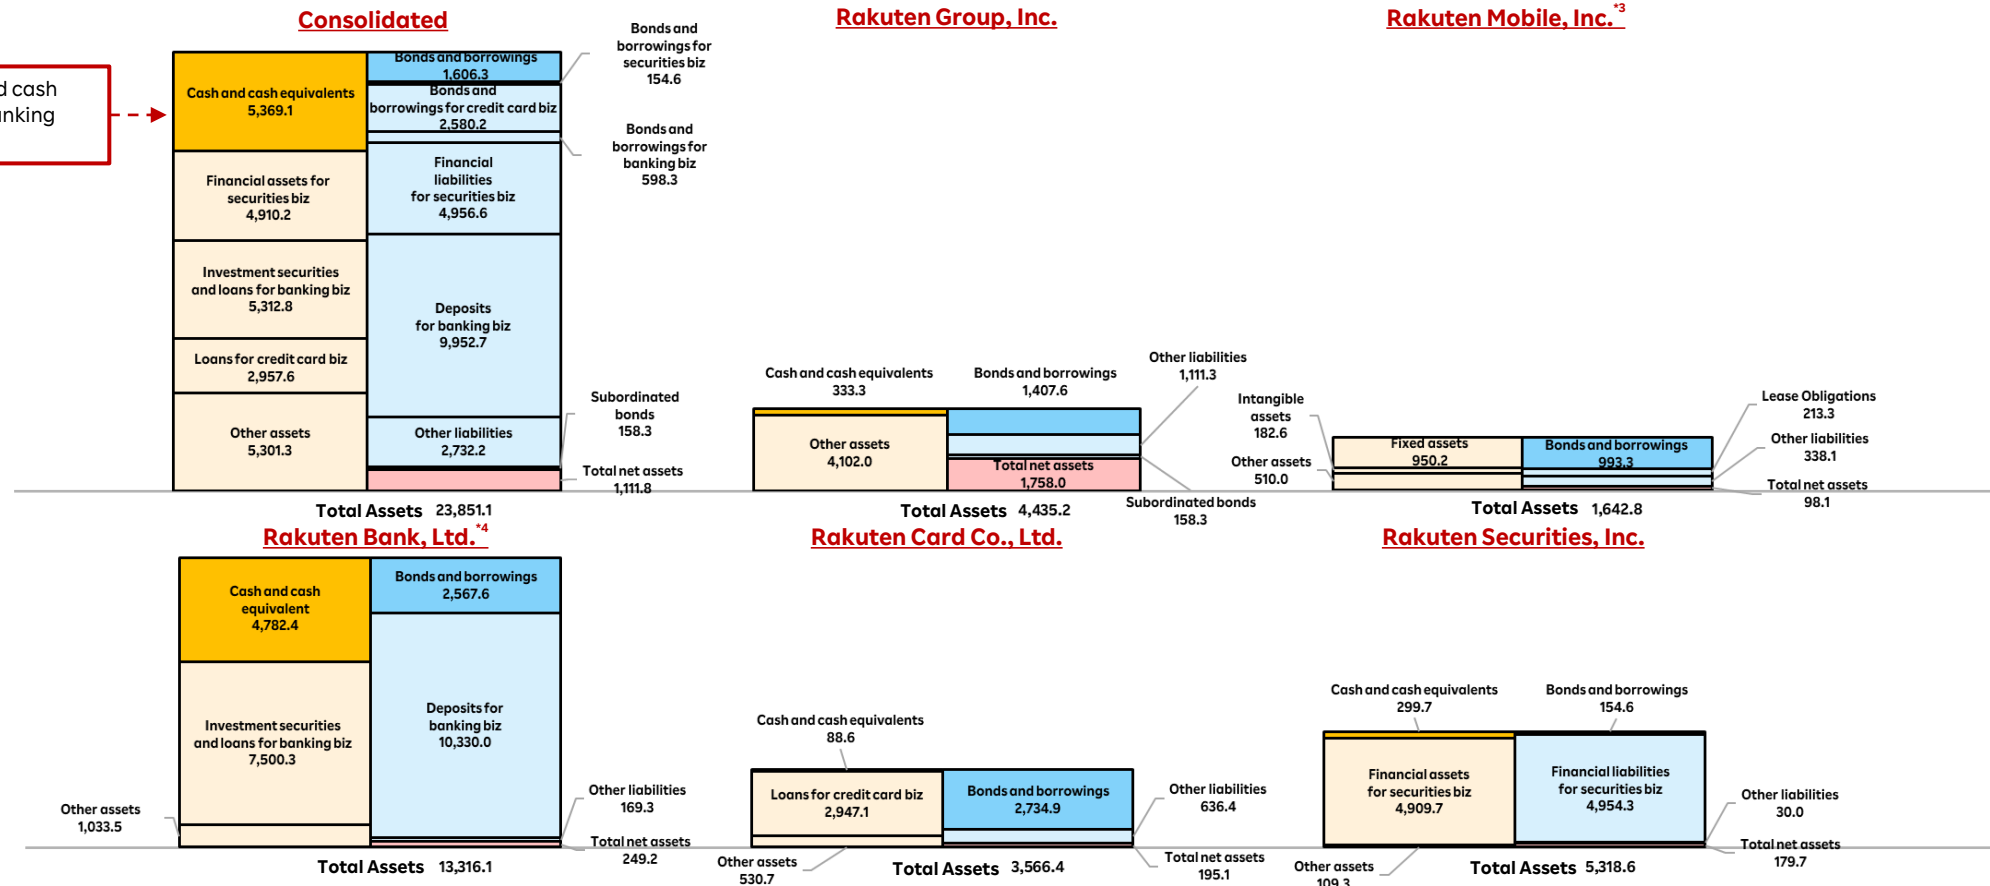 Consolidated
d cash
anking
Cash and cash equivalents
5,369.1
Financial assets for
securities biz
4,910.2
Investment securities
and loans for banking biz
5,312.8
Loans for credit card biz
2,957.6
Other assets
5,301.3
Bonds and borrowings
1,606.3
Bonds and
borrowings for credit card biz
2,580.2
Financial
liabilities
for securities biz
4,956.6
Deposits
for banking biz
9,952.7
Other liabilities
2,732.2
Bonds and
borrowings for
securities biz
154.6
Bonds and
borrowings for
banking biz
598.3
Subordinated
bonds
158.3
Total net assets
1,111.8
Total Assets 23,851.1
Rakuten Group, Inc.
Cash and cash equivalents
333.3
Other assets
4,102.0
Bonds and borrowings
1,407.6
Other liabilities
1,111.3
Total net assets
1,758.0
Subordinated bonds
158.3
Total Assets 4,435.2
Rakuten Mobile, Inc.*3
Intangible
assets
182.6
Other assets
510.0
Fixed assets
950.2
Bonds and borrowings
993.3
Lease Obligations
213.3
Other liabilities
338.1
Total net assets
98.1
Total Assets 1,642.8
Rakuten Bank, Ltd.*4
Cash and cash
equivalent
4,782.4
Investment securities
and loans for banking biz
7,500.3
Other assets
1,033.5
Bonds and borrowings
2,567.6
Deposits for
banking biz
10,330.0
Other liabilities
169.3
Total net assets
249.2
Total Assets 13,316.1
Rakuten Card Co., Ltd.
Cash and cash equivalents
88.6
Loans for credit card biz
2,947.1
Other assets
530.7
Bonds and borrowings
2,734.9
Other liabilities
636.4
Total net assets
195.1
Total Assets 3,566.4
Rakuten Securities, Inc.
Cash and cash equivalents
299.7
Financial assets
for securities biz
4,909.7
Other assets
109.3
Bonds and borrowings
154.6
Financial liabilities
for securities biz
4,954.3
Other liabilities
30.0
Total net assets
179.7
Total Assets 5,318.6